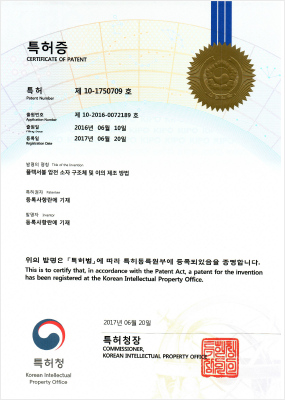 특허증
CERTIFICATE OF PATENT
특허 제 10-1750709 호
Patent Number
출원번호 제 10-2016-0072189 호
Application Number
출원일 2016년 06월 10일
Filing Date
등록일 2017년 06월 20일
Registration Date
발명의 명칭 Title of the Invention
플렉서블 압전 소자 구조체 및 이의 제조 방법
특허권자 Patentee
등록사항란에 기재
발명자 Inventor
등록사항란에 기재
위의 발명은 「특허법」에 따라 특허등록원부에 등록되었음을 증명합니다.
This is to certify that, in accordance with the Patent Act, a patent for the invention
has been registered at the Korean Intellectual Property Office.
2017년 06월 20일
특허청
Korean Intellectual
Property Office
특허청장
COMMISSIONER,
KOREAN INTELLECTUAL PROPERTY OFFICE